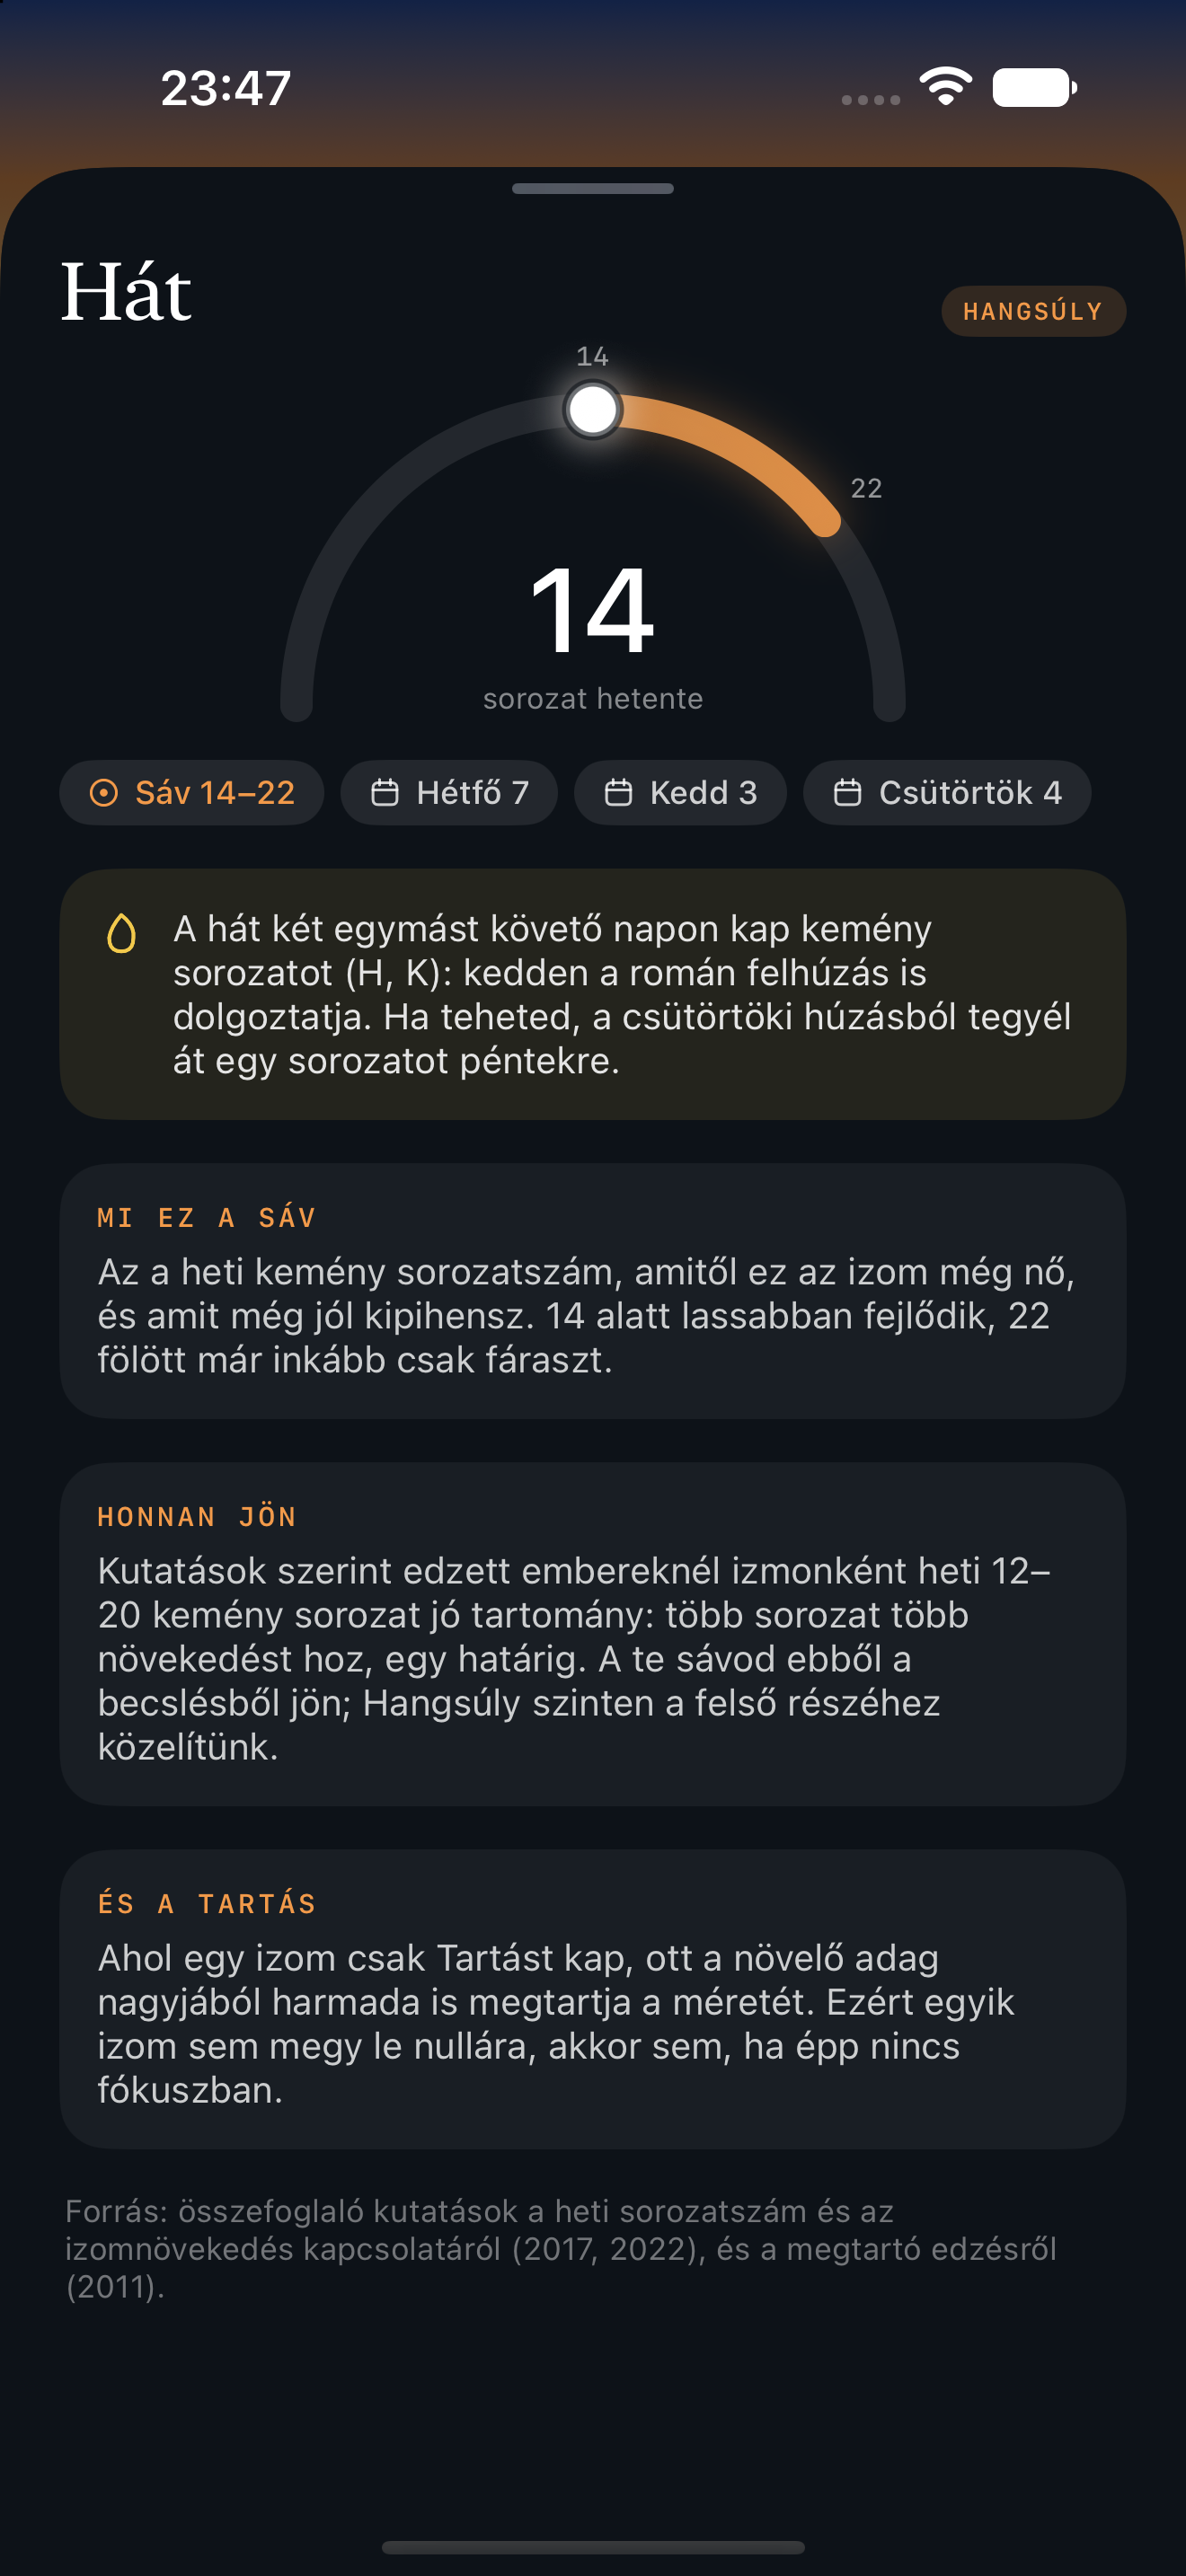 23:47
Hát
HANGSÚLY
14
22
14
sorozat hetente
Sáv 14–22
Hétfő 7
Kedd 3
Csütörtök 4
A hát két egymást követő napon kap kemény
sorozatot (H, K): kedden a román felhúzás is
dolgoztatja. Ha teheted, a csütörtöki húzásból tegyél
át egy sorozatot péntekre.
MI EZ A SÁV
Az a heti kemény sorozatszám, amitől ez az izom még nő,
és amit még jól kipihensz. 14 alatt lassabban fejlődik, 22
fölött már inkább csak fáraszt.
HONNAN JÖN
Kutatások szerint edzett embereknél izmonként heti 12–
20 kemény sorozat jó tartomány: több sorozat több
növekedést hoz, egy határig. A te sávod ebből a
becslésből jön; Hangsúly szinten a felső részéhez
közelítünk.
ÉS A TARTÁS
Ahol egy izom csak Tartást kap, ott a növelő adag
nagyjából harmada is megtartja a méretét. Ezért egyik
izom sem megy le nullára, akkor sem, ha épp nincs
fókuszban.
Forrás: összefoglaló kutatások a heti sorozatszám és az
izomnövekedés kapcsolatáról (2017, 2022), és a megtartó edzésről
(2011).